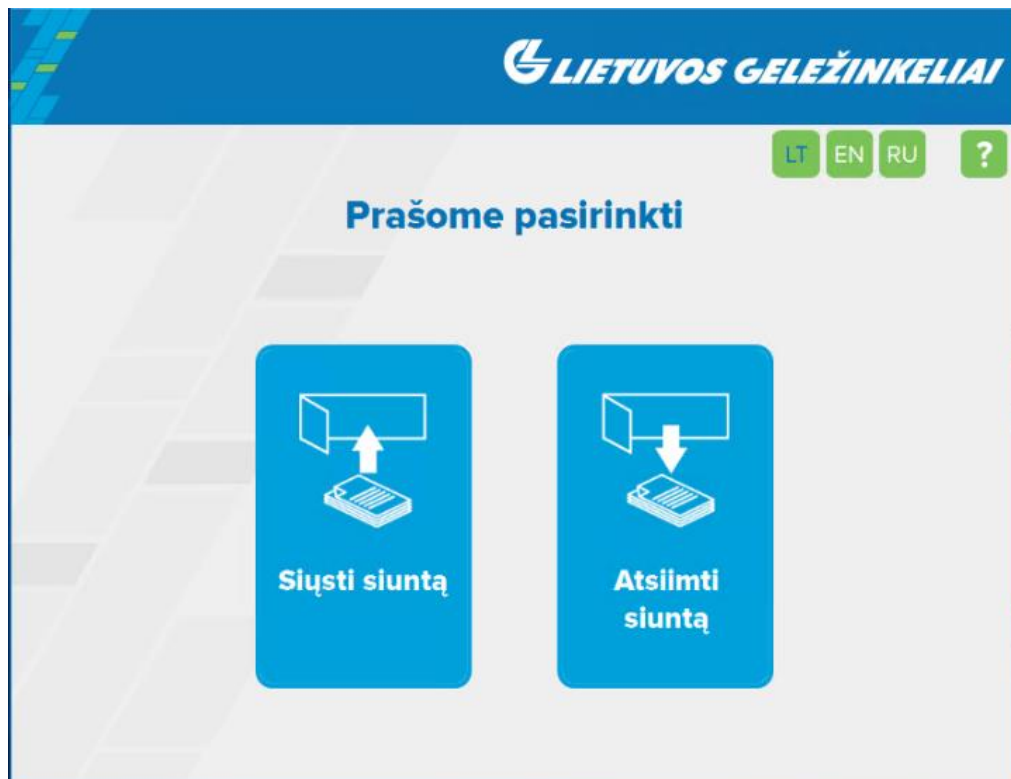 LIETUVOS GELEŽINKELIAI
LT EN RU ?
Prašome pasirinkti
Siųsti siuntą
Atsiimti
siuntą